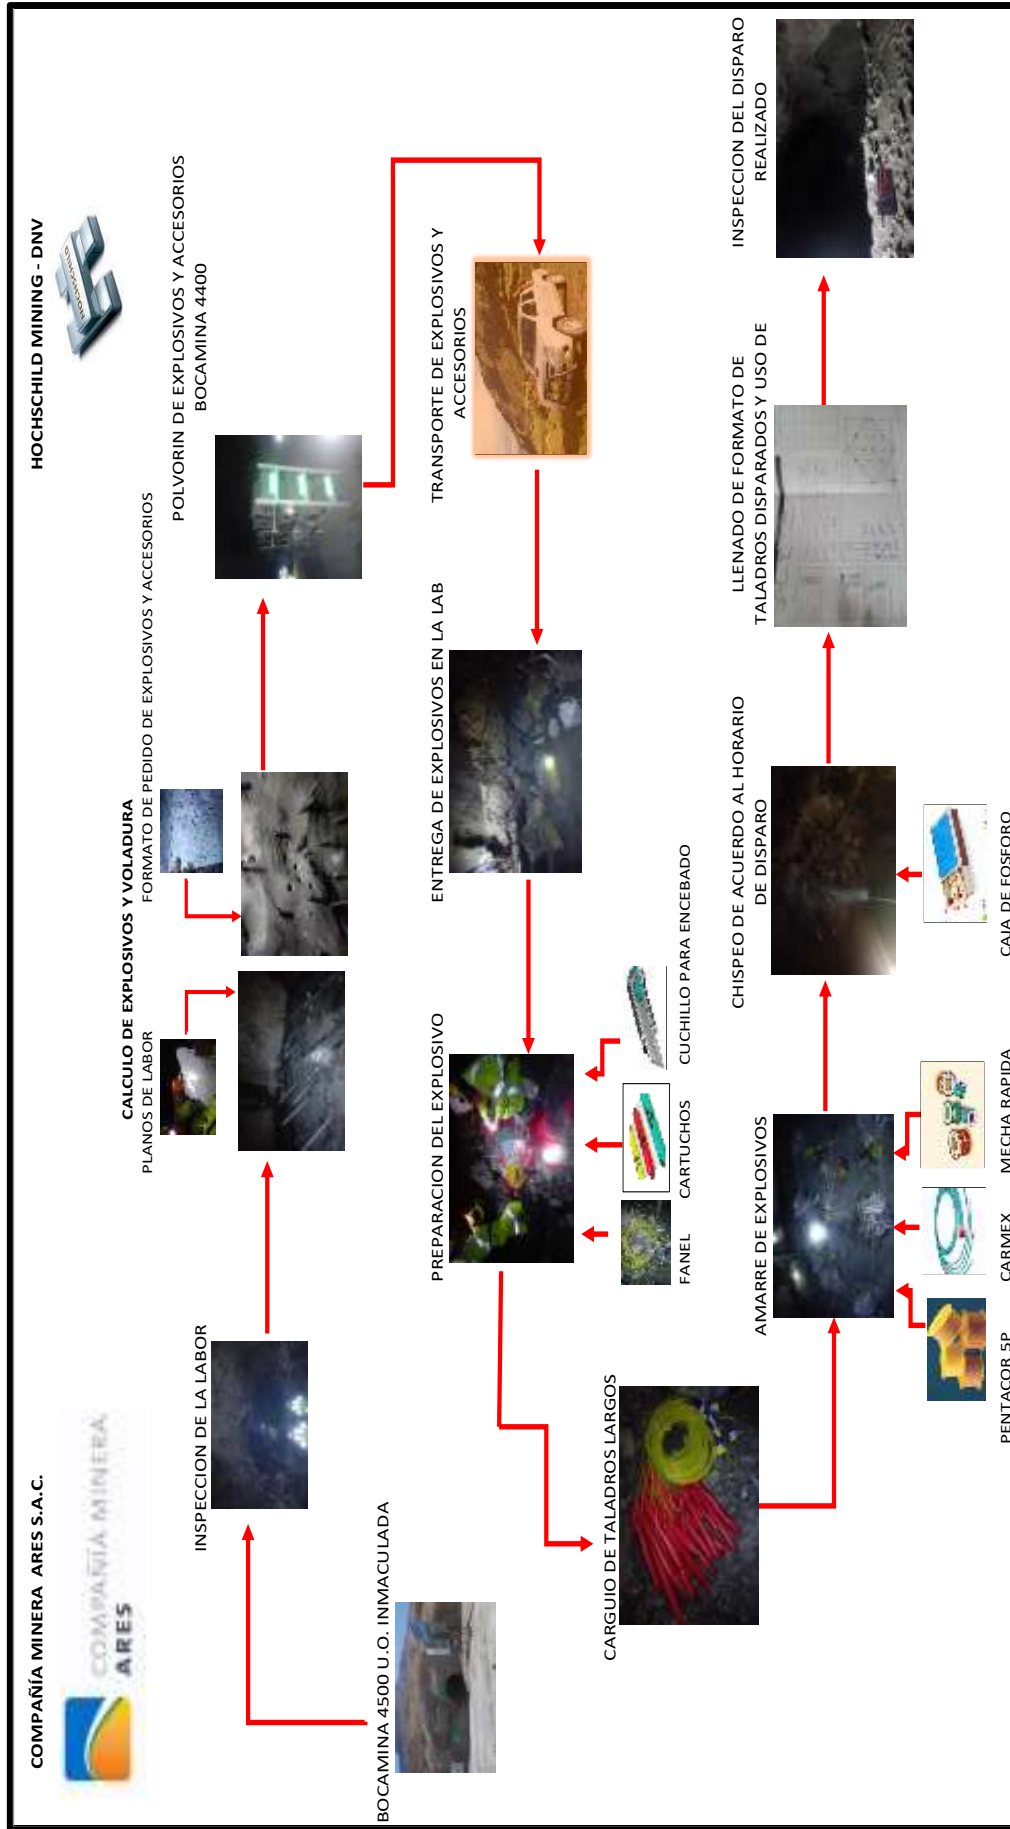 COMPAÑÍA MINERA ARES S.A.C.
HOCHSCHILD MINING - DNV
COMPAÑÍA MINERA
ARES
HOCHSCHILD
BOCAMINA 4500 U.O. INMACULADA
INSPECCION DE LA LABOR
CALCULO DE EXPLOSIVOS Y VOLADURA
PLANOS DE LABOR
FORMATO DE PEDIDO DE EXPLOSIVOS Y ACCESORIOS
POLVORIN DE EXPLOSIVOS Y ACCESORIOS
BOCAMINA 4400
TRANSPORTE DE EXPLOSIVOS Y
ACCESORIOS
ENTREGA DE EXPLOSIVOS EN LA LAB
PREPARACION DEL EXPLOSIVO
FANEL
CARTUCHOS
CUCHILLO PARA ENCEBADO
CARGUIO DE TALADROS LARGOS
AMARRE DE EXPLOSIVOS
PENTACOR 5P
CARMEX
MECHA RAPIDA
CHISPEO DE ACUERDO AL HORARIO
DE DISPARO
CAJA DE FOSFORO
LLENADO DE FORMATO DE
TALADROS DISPARADOS Y USO DE
INSPECCION DEL DISPARO
REALIZADO